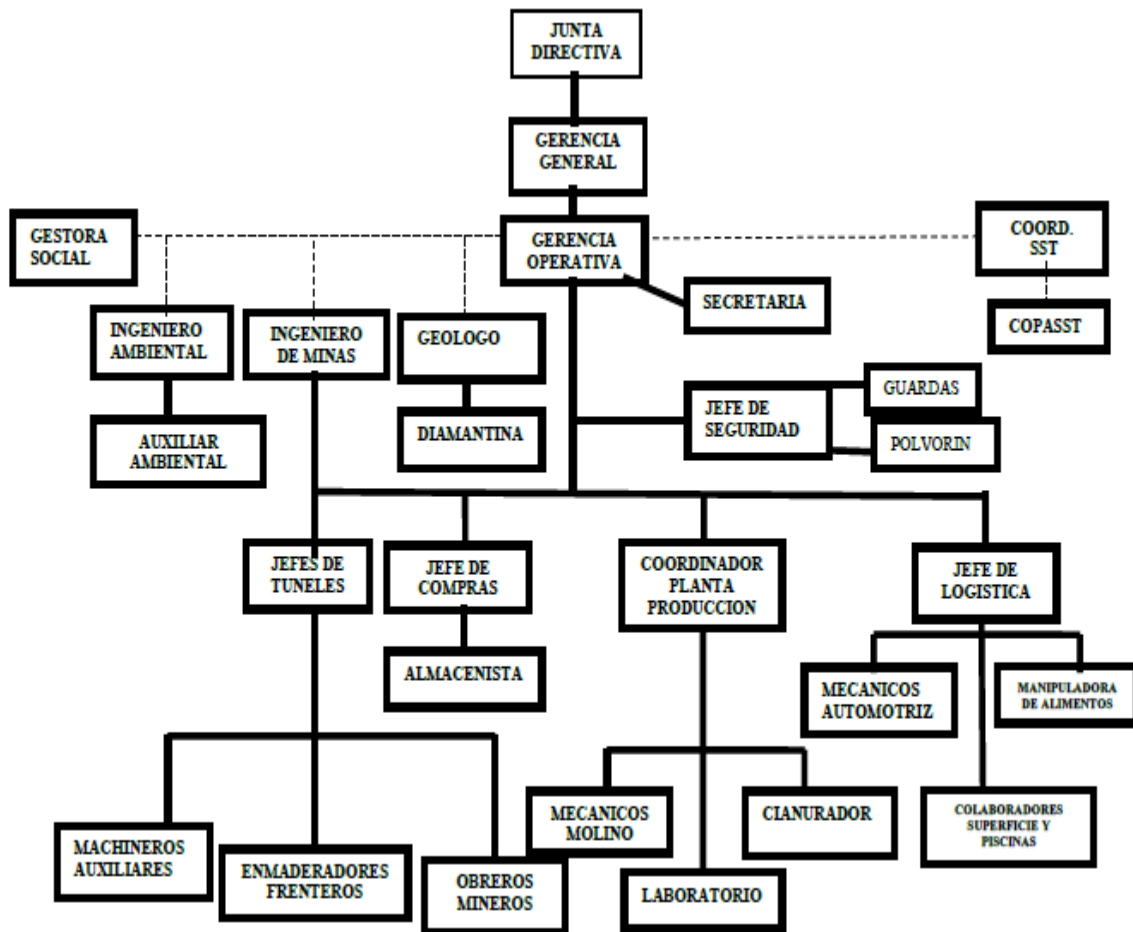 JUNTA
DIRECTIVA
GERENCIA
GENERAL
GESTORA
SOCIAL
GERENCIA
OPERATIVA
COORD.
SST
SECRETARIA
COPASST
INGENIERO
AMBIENTAL
INGENIERO
DE MINAS
GEOLOGO
AUXILIAR
AMBIENTAL
DIAMANTINA
JEFE DE
SEGURIDAD
GUARDAS
POLVORIN
JEFES DE
TUNELES
JEFE DE
COMPRAS
COORDINADOR
PLANTA
PRODUCCION
JEFE DE
LOGISTICA
ALMACENISTA
MECANICOS
AUTOMOTRIZ
MANIPULADORA
DE ALIMENTOS
MACHINEROS
AUXILIARES
ENMADERADORES
FRENTEROS
OBREROS
MINEROS
MECANICOS
MOLINO
LABORATORIO
CIANURADOR
COLABORADORES
SUPERFICIE Y
PISCINAS